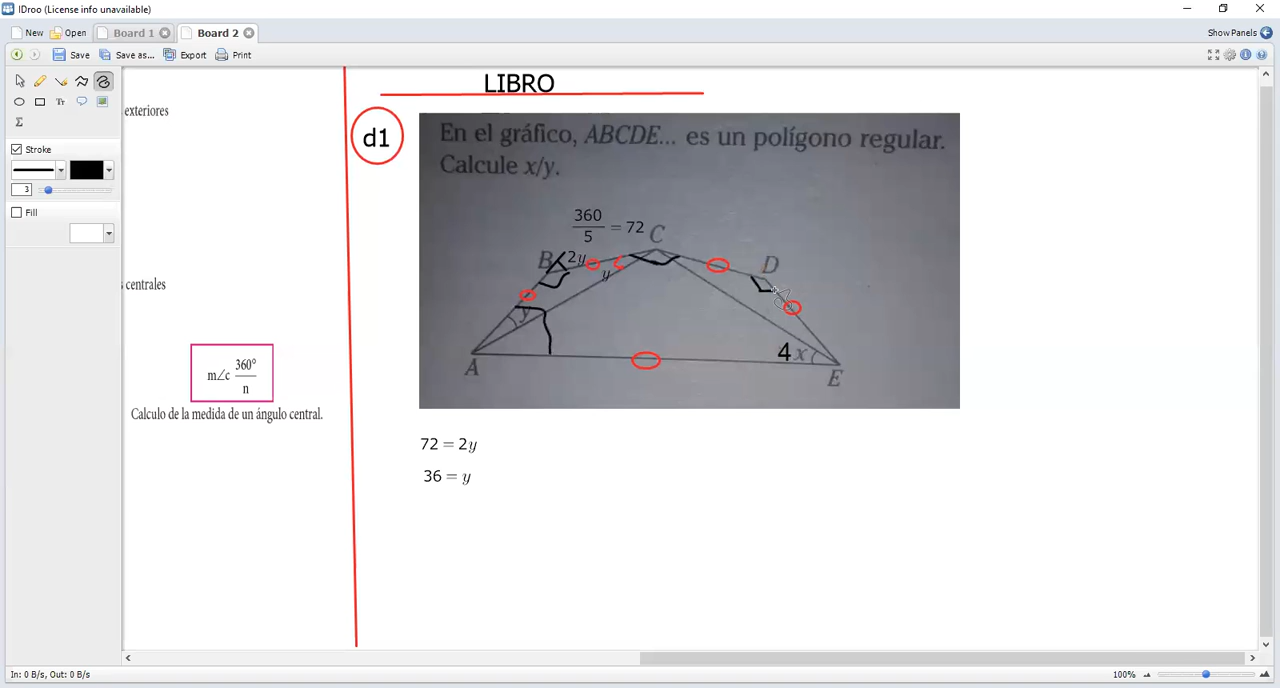 IDroo (License info unavailable)
New Open Board 1 Board 2 Show Panels
Save Save as... Export Print
Tr
Σ
Stroke
3
Fill
exteriores
s centrales
m∠c 360°
n
Calculo de la medida de un ángulo central.
LIBRO
d1
En el gráfico, ABCDE... es un polígono regular.
Calcule x/y.
360
5
= 72
C
B 2y D
y
y
4 x
A E
72 = 2y
36 = y
In: 0 B/s, Out: 0 B/s 100%